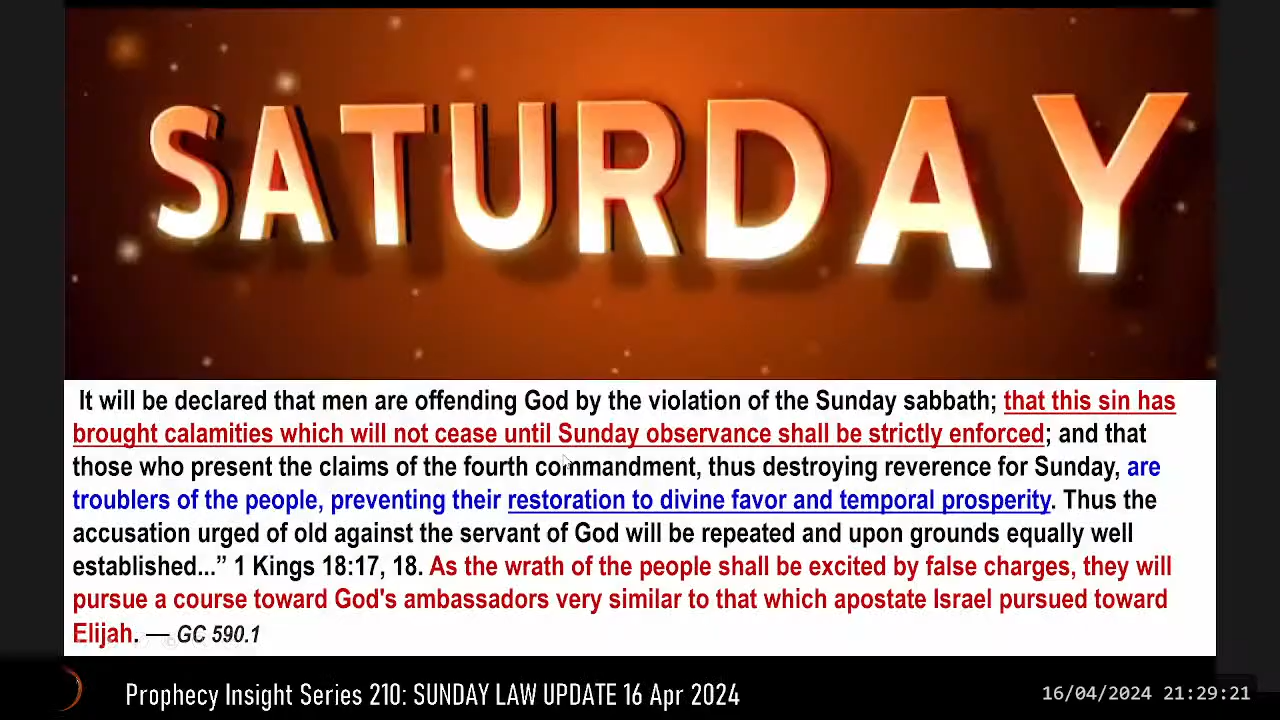 SATURDAY
It will be declared that men are offending God by the violation of the Sunday sabbath; that this sin has
brought calamities which will not cease until Sunday observance shall be strictly enforced; and that
those who present the claims of the fourth commandment, thus destroying reverence for Sunday, are
troublers of the people, preventing their restoration to divine favor and temporal prosperity. Thus the
accusation urged of old against the servant of God will be repeated and upon grounds equally well
established...” 1 Kings 18:17, 18. As the wrath of the people shall be excited by false charges, they will
pursue a course toward God's ambassadors very similar to that which apostate Israel pursued toward
Elijah. — GC 590.1
Prophecy Insight Series 210: SUNDAY LAW UPDATE 16 Apr 2024
16/04/2024 21:29:21